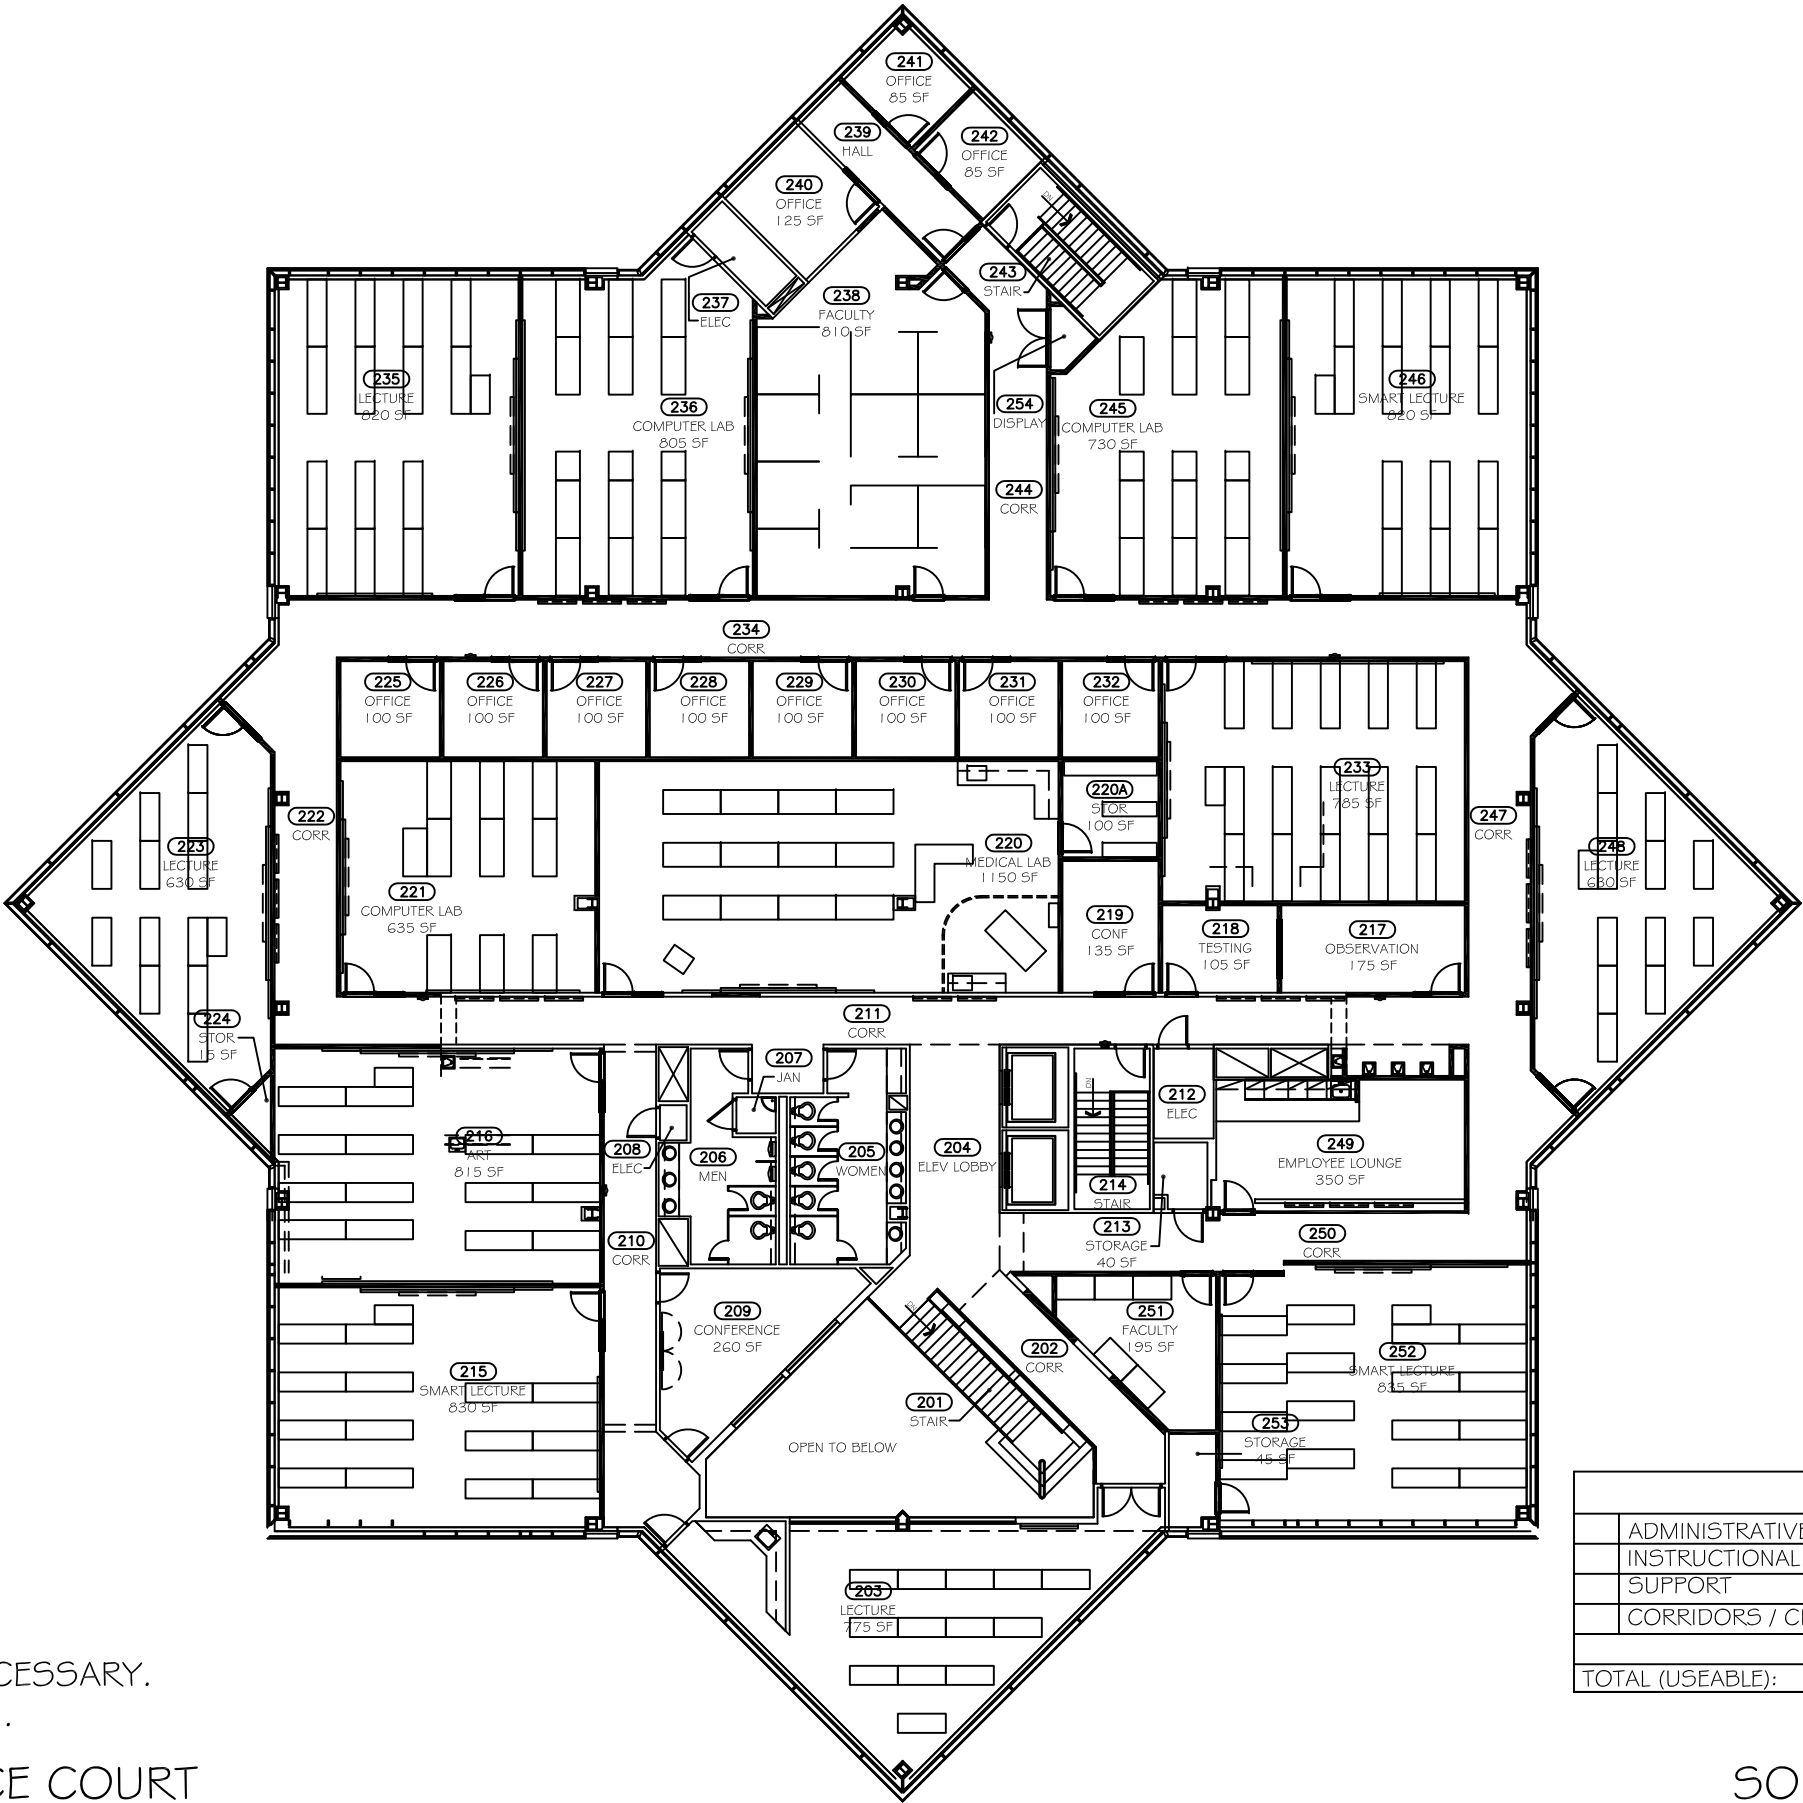 241
OFFICE
85 SF
239
HALL
242
OFFICE
85 SF
240
OFFICE
125 SF
DN
243
STAIR
237
ELEC
238
FACULTY
810 SF
235
LECTURE
820 SF
236
COMPUTER LAB
805 SF
254
DISPLAY
245
COMPUTER LAB
730 SF
246
SMART LECTURE
820 SF
244
CORR
234
CORR
225
OFFICE
100 SF
226
OFFICE
100 SF
227
OFFICE
100 SF
228
OFFICE
100 SF
229
OFFICE
100 SF
230
OFFICE
100 SF
231
OFFICE
100 SF
232
OFFICE
100 SF
233
LECTURE
785 SF
220A
STOR
100 SF
222
CORR
247
CORR
223
LECTURE
630 SF
220
MEDICAL LAB
1150 SF
248
LECTURE
630 SF
221
COMPUTER LAB
635 SF
219
CONF
135 SF
218
TESTING
105 SF
217
OBSERVATION
175 SF
224
STOR
15 SF
211
CORR
207
JAN
DN
212
ELEC
216
ART
815 SF
208
ELEC
206
MEN
205
WOMEN
204
ELEV LOBBY
249
EMPLOYEE LOUNGE
350 SF
214
STAIR
213
STORAGE
40 SF
250
CORR
210
CORR
209
CONFERENCE
260 SF
DN
251
FACULTY
195 SF
202
CORR
252
SMART LECTURE
835 SF
215
SMART LECTURE
830 SF
201
STAIR
253
STORAGE
45 SF
OPEN TO BELOW
203
LECTURE
775 SF
ADMINISTRATIVE
INSTRUCTIONAL
SUPPORT
CORRIDORS / CI
TOTAL (USEABLE):
CESSARY.
.
CE COURT
SO